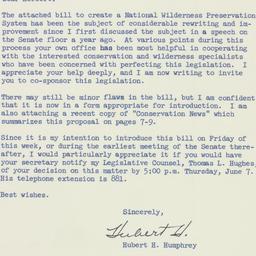 The attached bill to create a National Wilderness Preservation
System has been the subject of considerable rewriting and im-
provement since I first discussed the subject in a speech on
the Senate floor a year ago. At various points during this
process your own office has been most helpful in cooperating
with the interested conservation and wilderness specialists
who have been concerned with perfecting this legislation. I
appreciate your help deeply, and I am now writing to invite
you to co-sponsor this legislation.
There may still be minor flaws in the bill, but I am confident
that it is now in a form appropriate for introduction. I am
also attaching a recent copy of "Conservation News" which
summarizes this proposal on pages 7-9.
Since it is my intention to introduce this bill on Friday of
this week, or during the earliest meeting of the Senate there-
after, I would particularly appreciate it if you would have
your secretary notify my Legislative Counsel, Thomas L. Hughes,
of your decision on this matter by 5:00 p.m. Thursday, June 7.
His telephone extension is 881.
Best wishes.
Sincerely,
Hubert H.
Hubert H. Humphrey